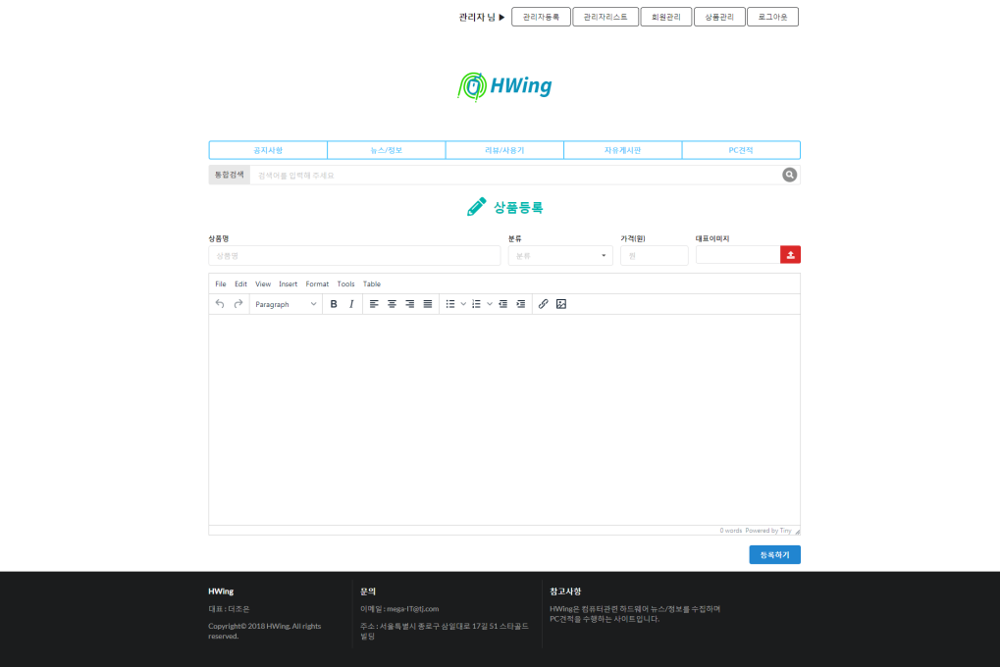 관리자 님 ▶ 관리자등록 관리자리스트 회원관리 상품관리 로그아웃
HWing
공지사항 뉴스/정보 리뷰/사용기 자유게시판 PC견적
통합검색 검색어를 입력해 주세요
상품등록
상품명 분류 가격(원) 대표이미지
상품명 분류 원
File Edit View Insert Format Tools Table
Paragraph B I
0 words Powered by Tiny
등록하기
HWing
대표 : 더조은
Copyright© 2018 HWing. All rights
reserved.
문의
이메일 : mega-IT@tj.com
주소 : 서울특별시 종로구 삼일대로 17길 51 스타골드
빌딩
참고사항
HWing은 컴퓨터관련 하드웨어 뉴스/정보를 수집하며
PC견적을 수행하는 사이트입니다.